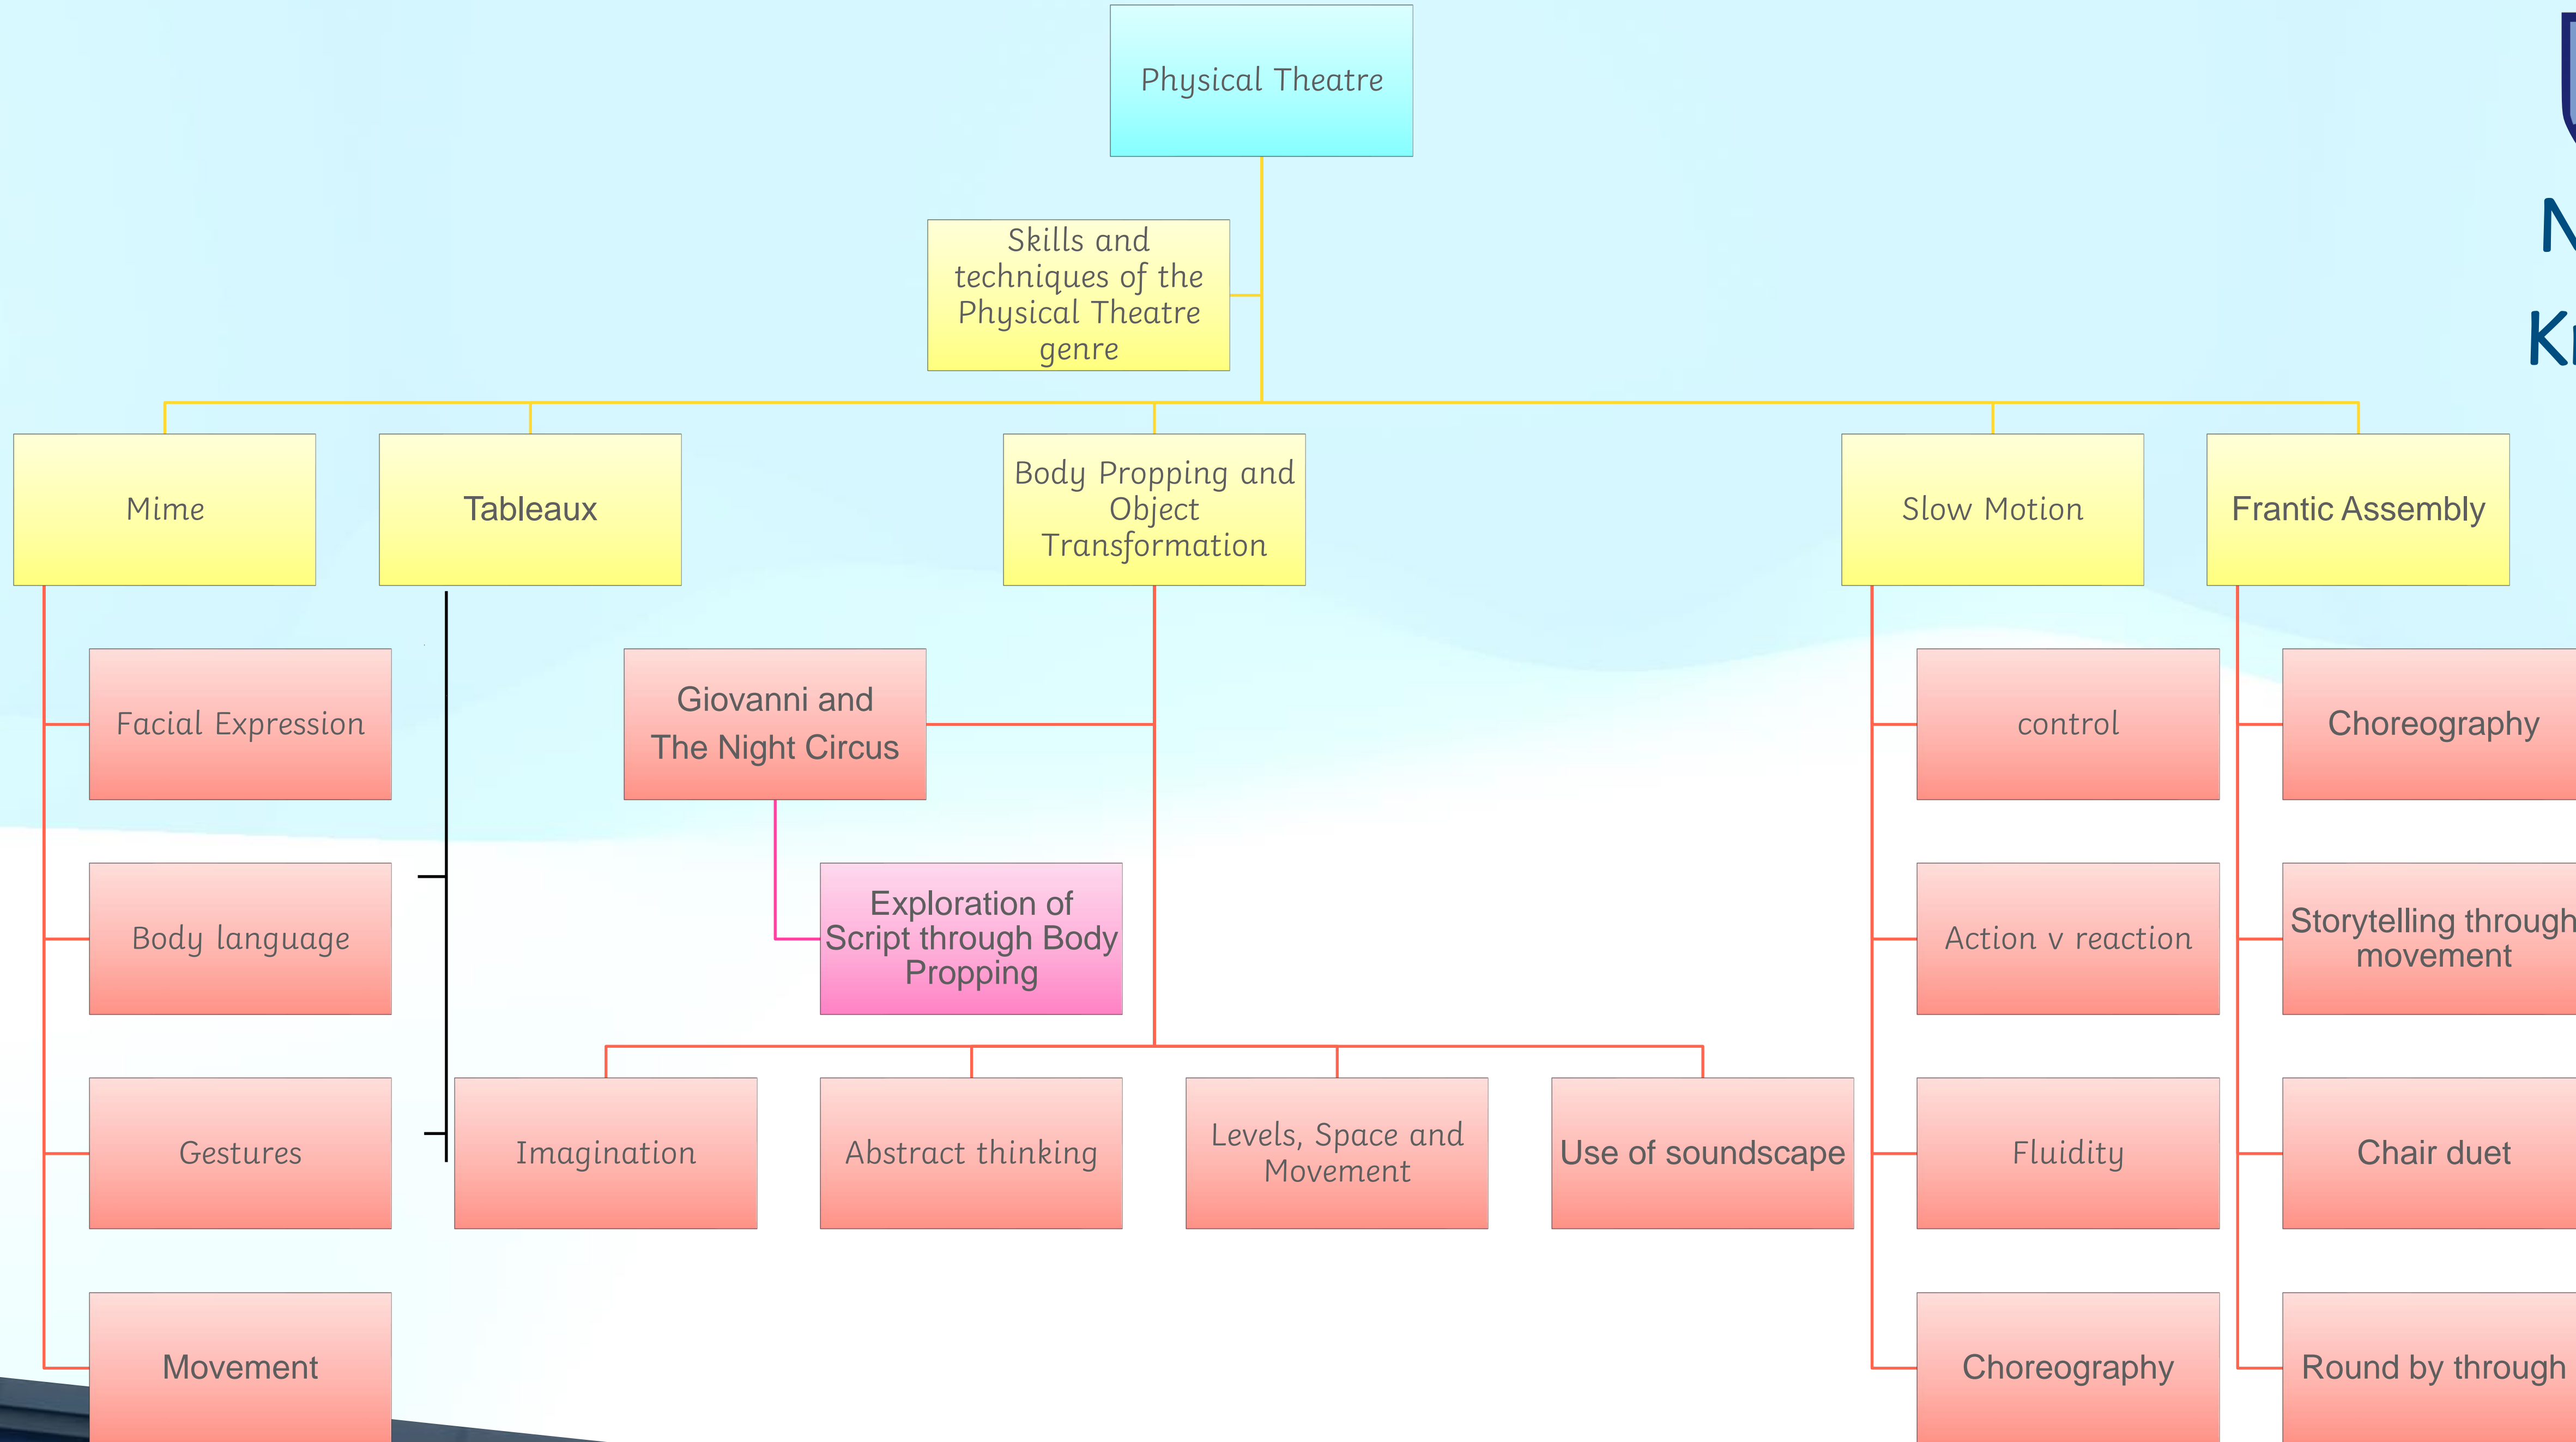 Physical Theatre
Skills and
techniques of the
Physical Theatre
genre
Mime
Tableaux
Body Propping and
Object
Transformation
Slow Motion
Frantic Assembly
Facial Expression
Giovanni and
The Night Circus
control
Choreography
Body language
Exploration of
Script through Body
Propping
Action v reaction
Storytelling through
movement
Gestures
Imagination
Abstract thinking
Levels, Space and
Movement
Use of soundscape
Fluidity
Chair duet
Movement
Choreography
Round by through